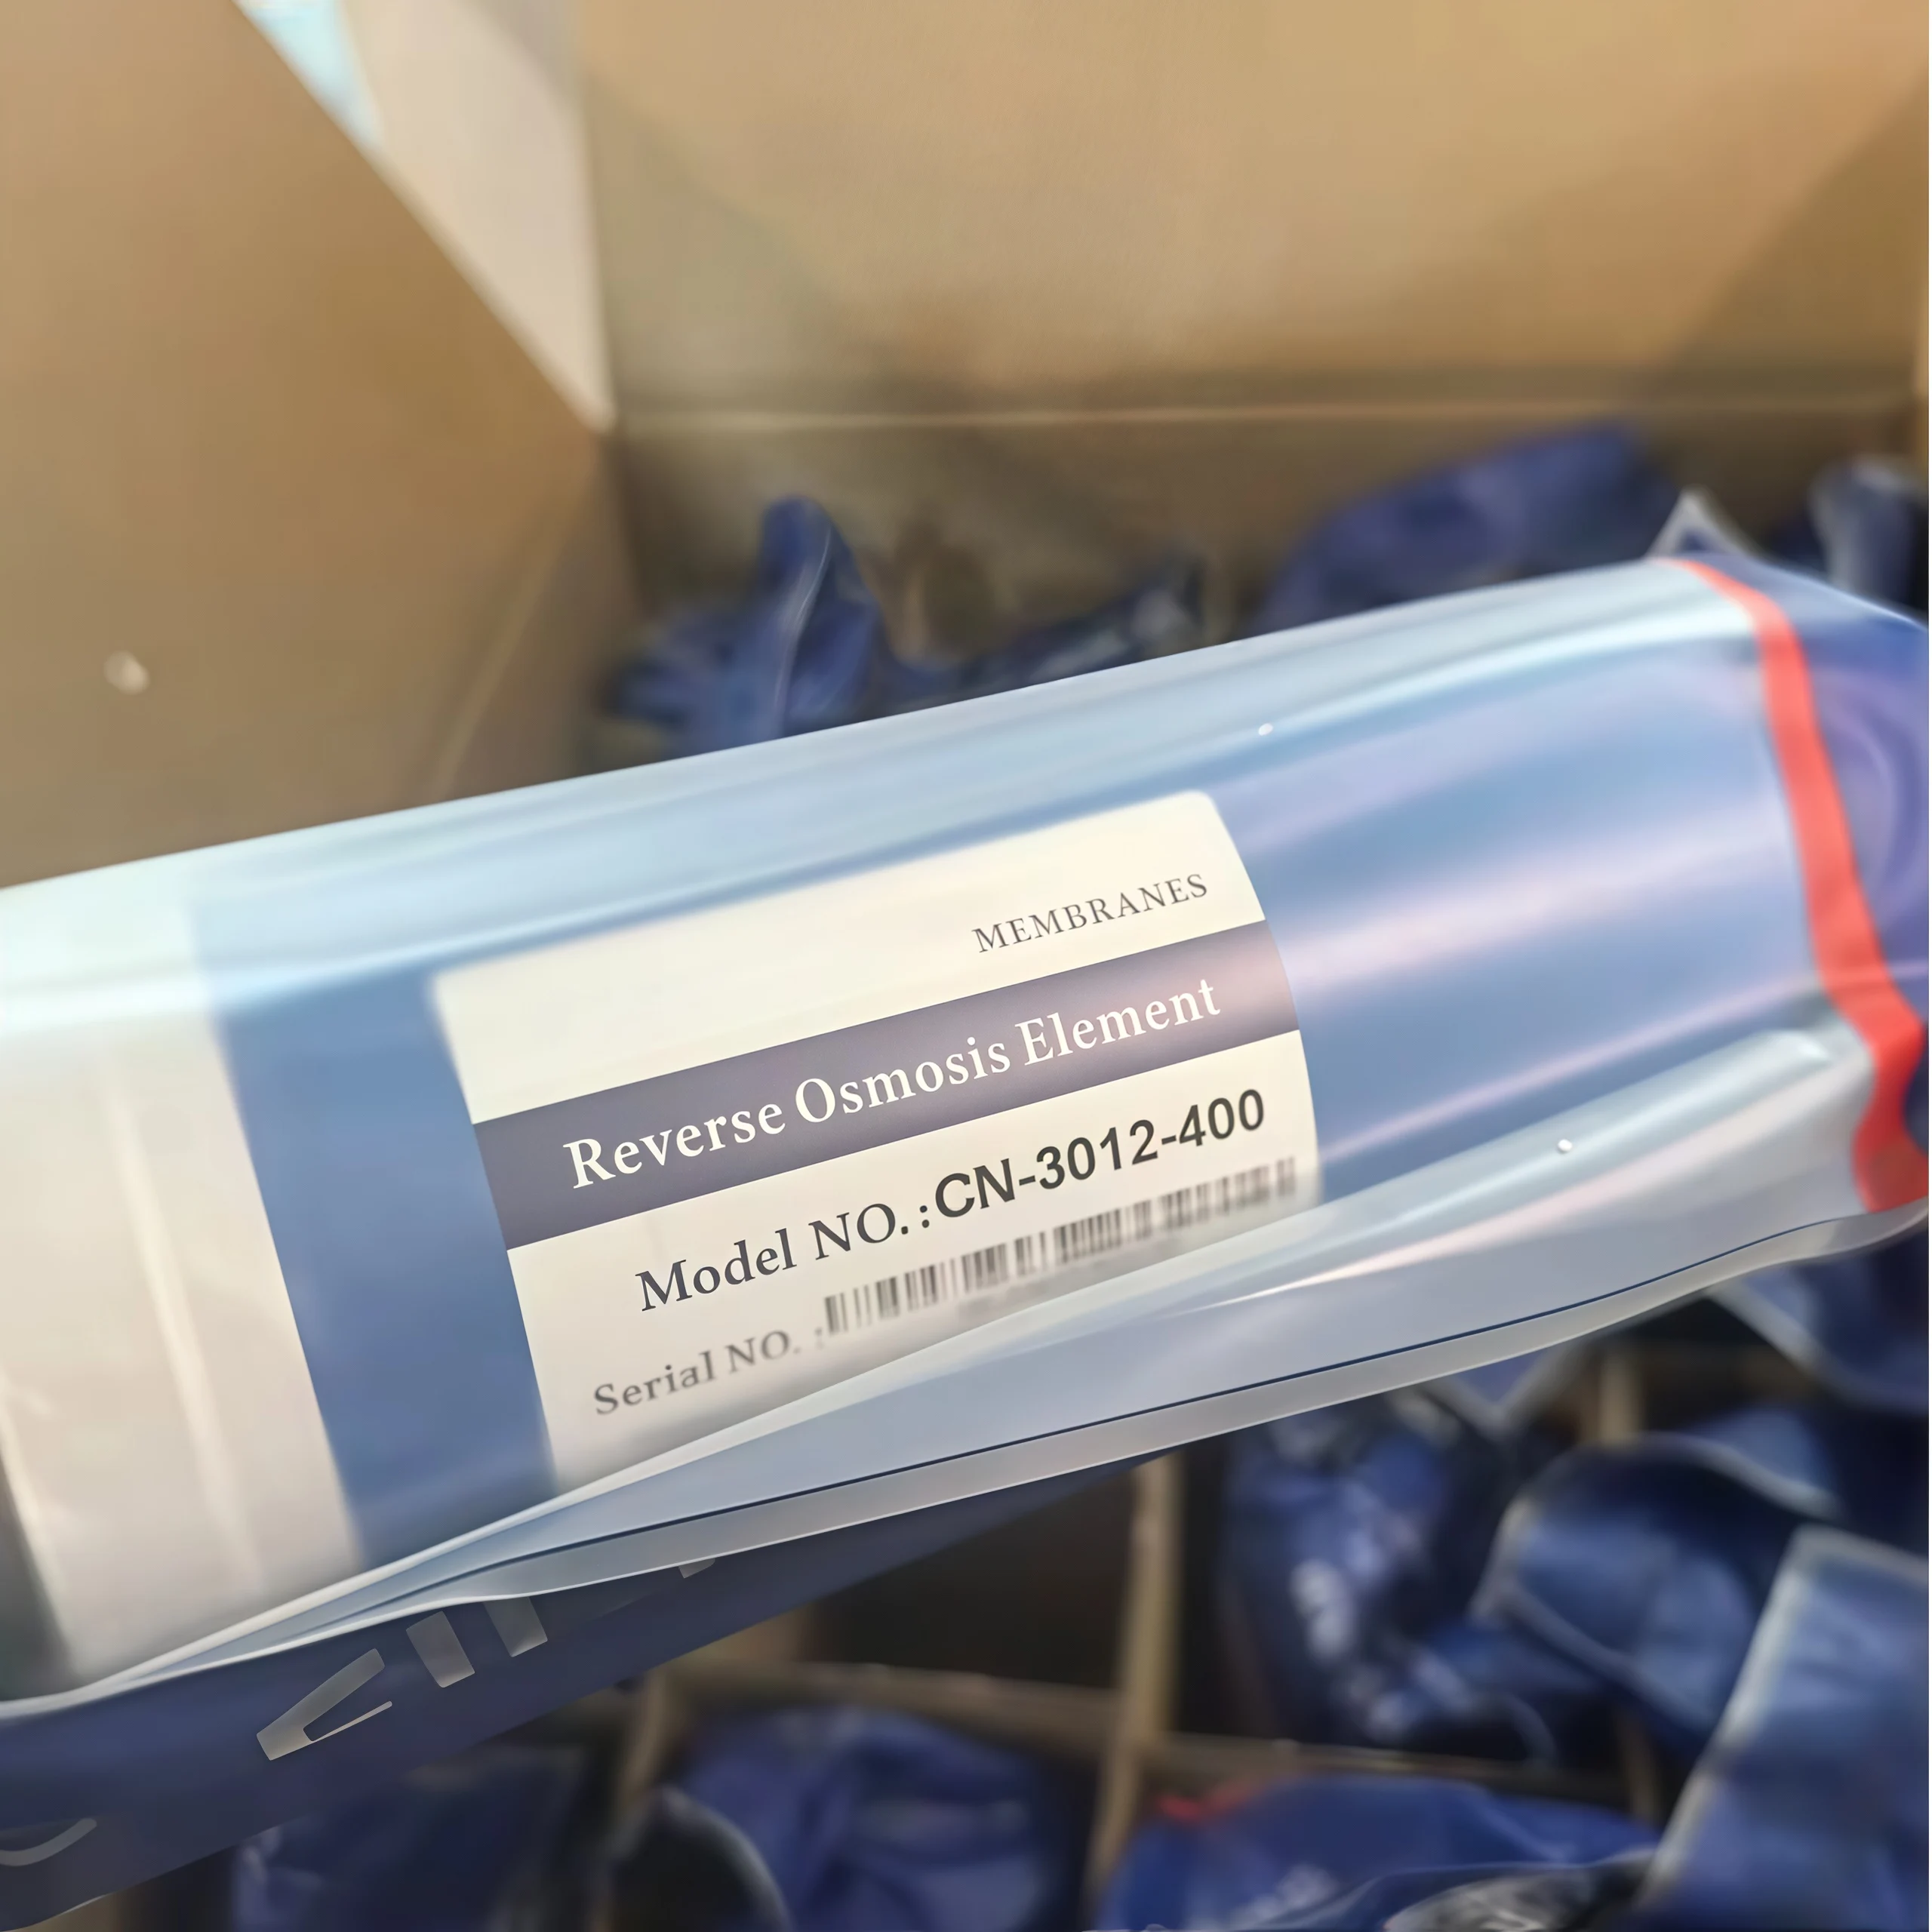 MEMBRANES
Reverse Osmosis Element
Model NO.:CN-3012-400
Serial NO. :